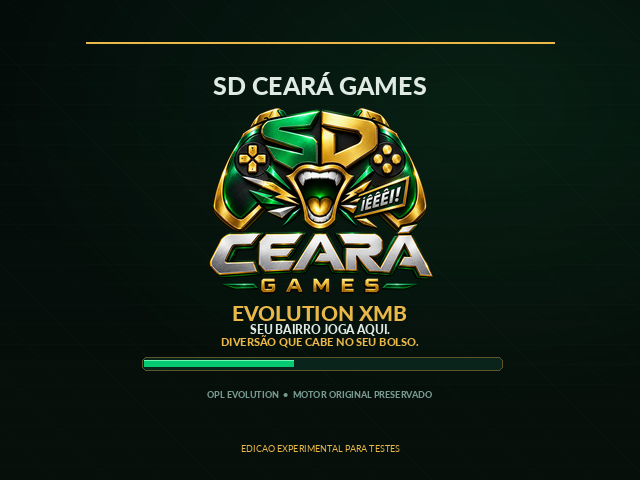 SD CEARÁ GAMES
SD
¡ÊÊÊI!
CEARÁ
GAMES
EVOLUTION XMB
SEU BAIRRO JOGA AQUI.
DIVERSÃO QUE CABE NO SEU BOLSO.
OPL EVOLUTION • MOTOR ORIGINAL PRESERVADO
EDICAO EXPERIMENTAL PARA TESTES